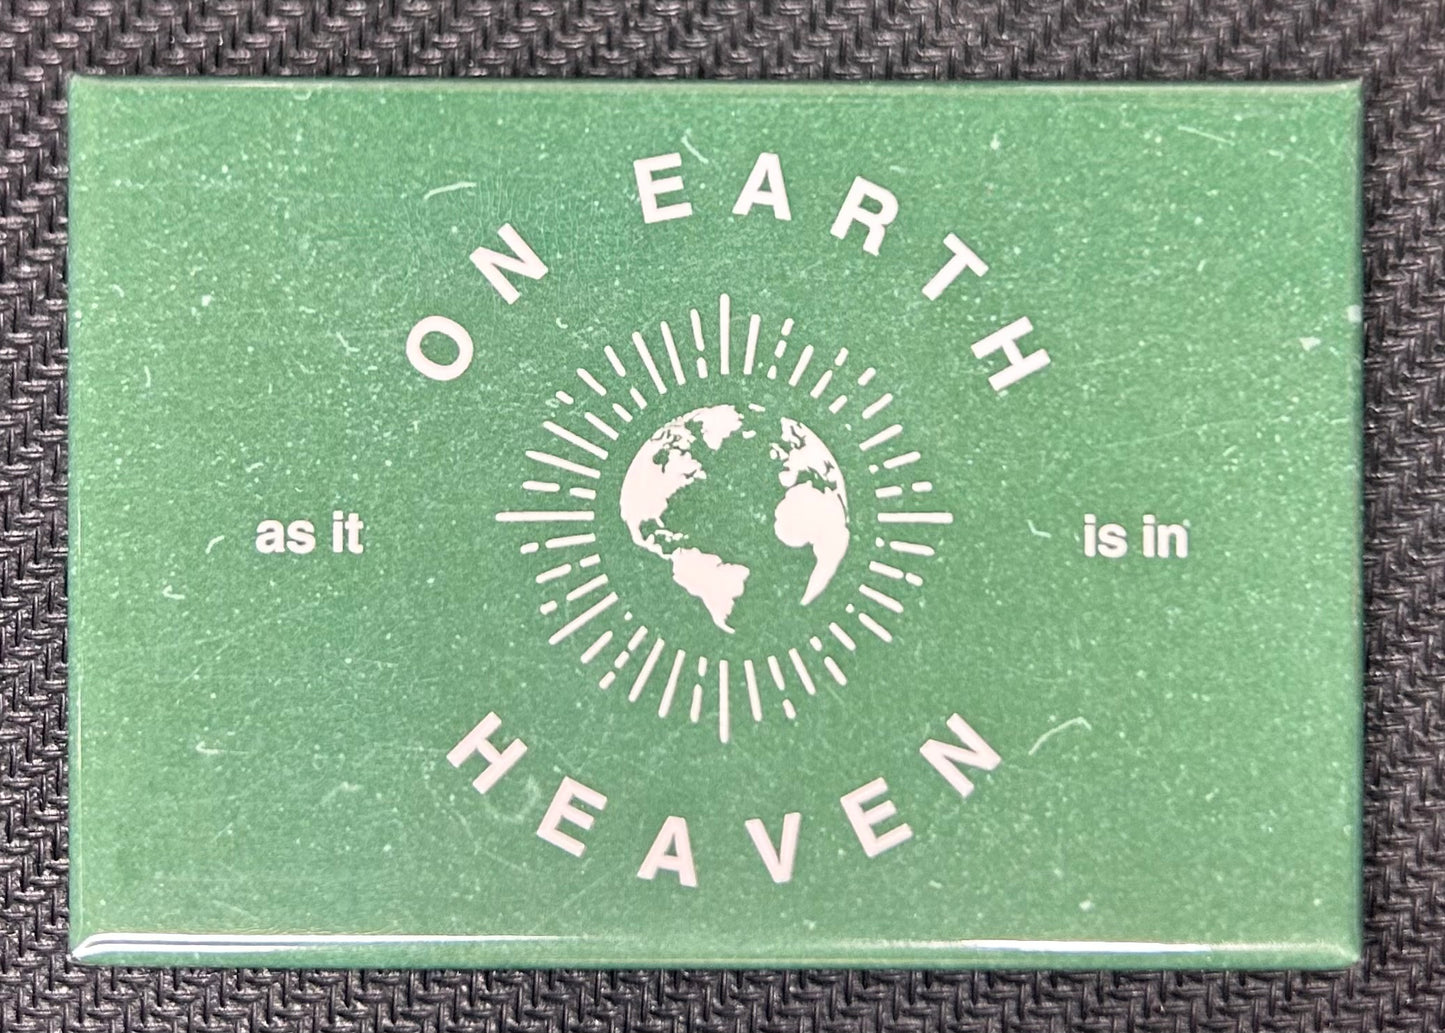 ON EARTH
as it is in
HEAVEN